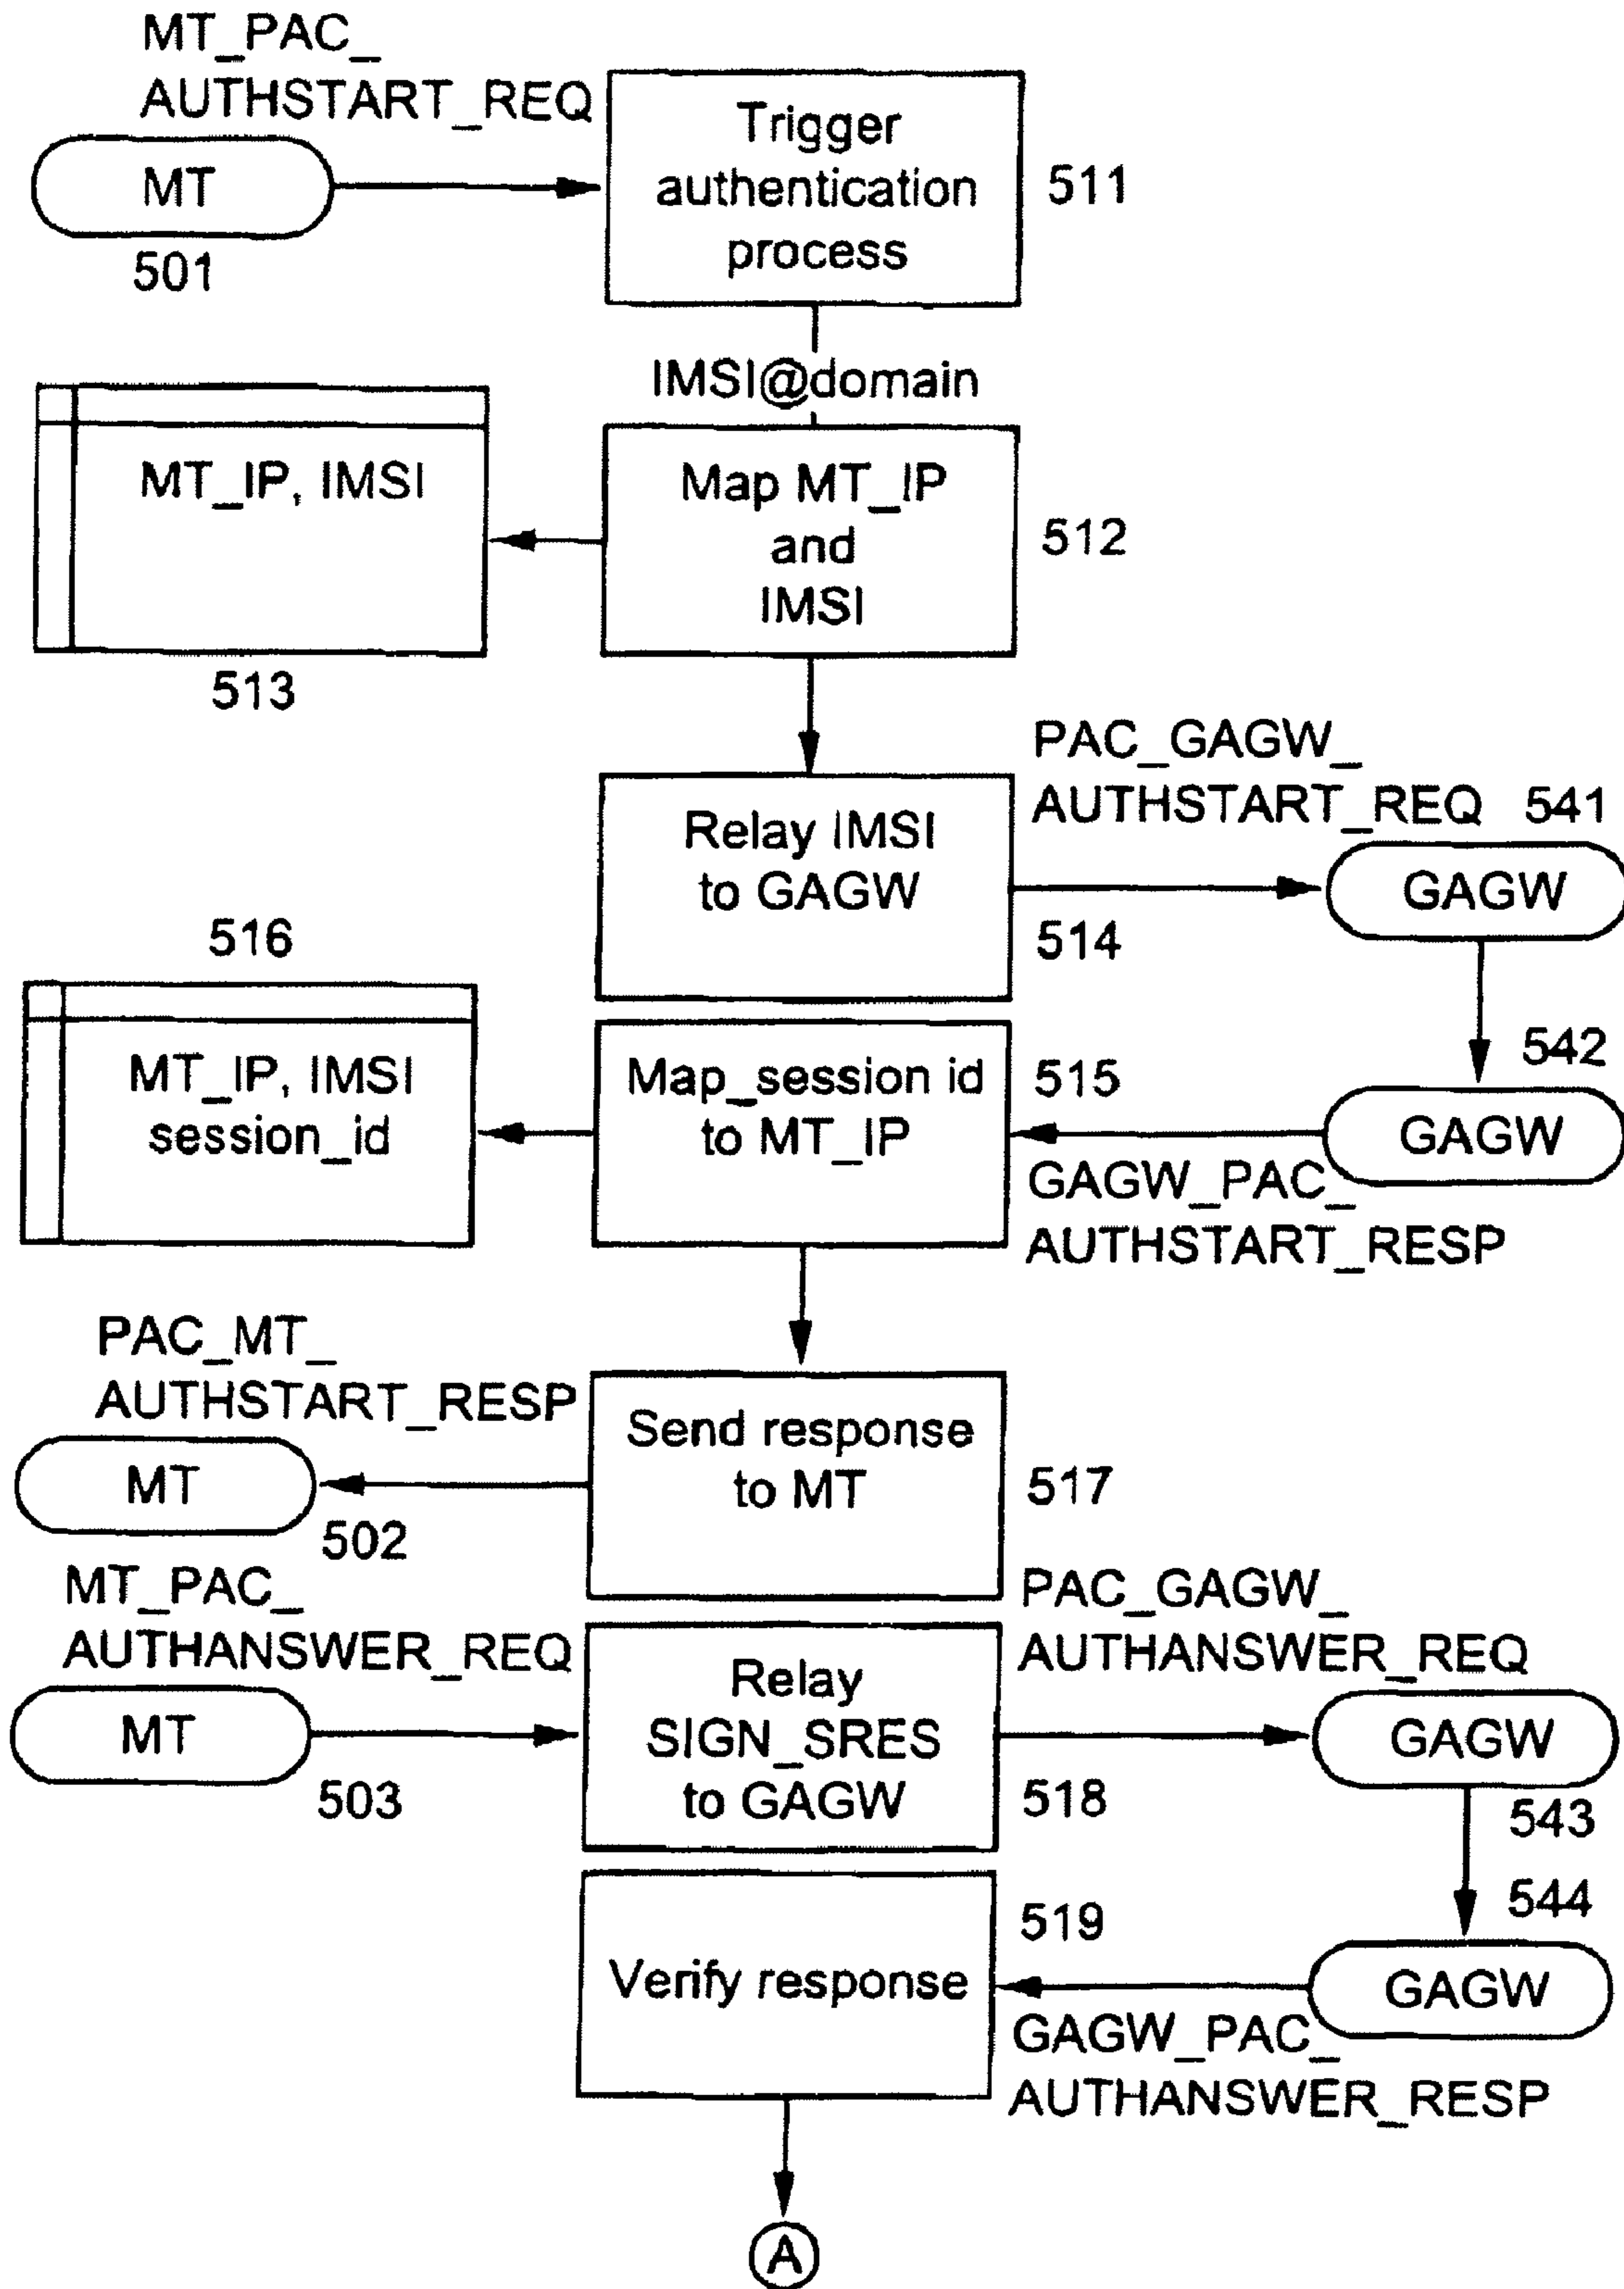 MT_PAC_
AUTHSTART_REQ
MT
501
Trigger
authentication
process
511
IMSI@domain
MT_IP, IMSI
513
Map MT_IP
and
IMSI
512
Relay IMSI
to GAGW
514
PAC_GAGW_
AUTHSTART_REQ 541
GAGW
516
MT_IP, IMSI
session_id
Map_session id
to MT_IP
515
542
GAGW
GAGW_PAC_
AUTHSTART_RESP
PAC_MT_
AUTHSTART_RESP
MT
502
Send response
to MT
517
MT_PAC_
AUTHANSWER_REQ
MT
503
Relay
SIGN_SRES
to GAGW
518
PAC_GAGW_
AUTHANSWER_REQ
GAGW
543
544
Verify response
519
GAGW
GAGW_PAC_
AUTHANSWER_RESP
A